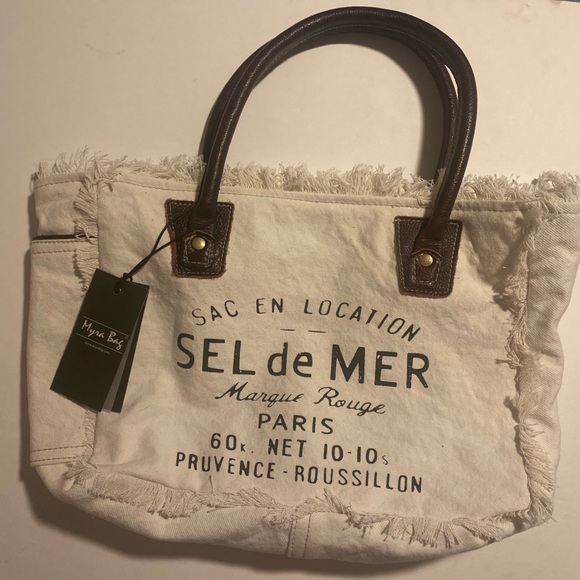 SAC EN LOCATION
SEL de MER
Marque Rouge
PARIS
60K. NET 10-10s
PRUVENCE-ROUSSILLON
Myra Bag